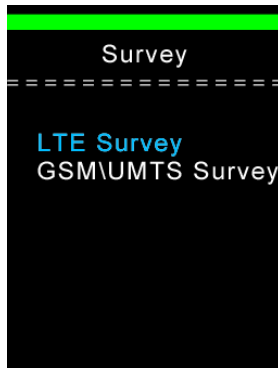 Survey
===============
LTE Survey
GSM\UMTS Survey